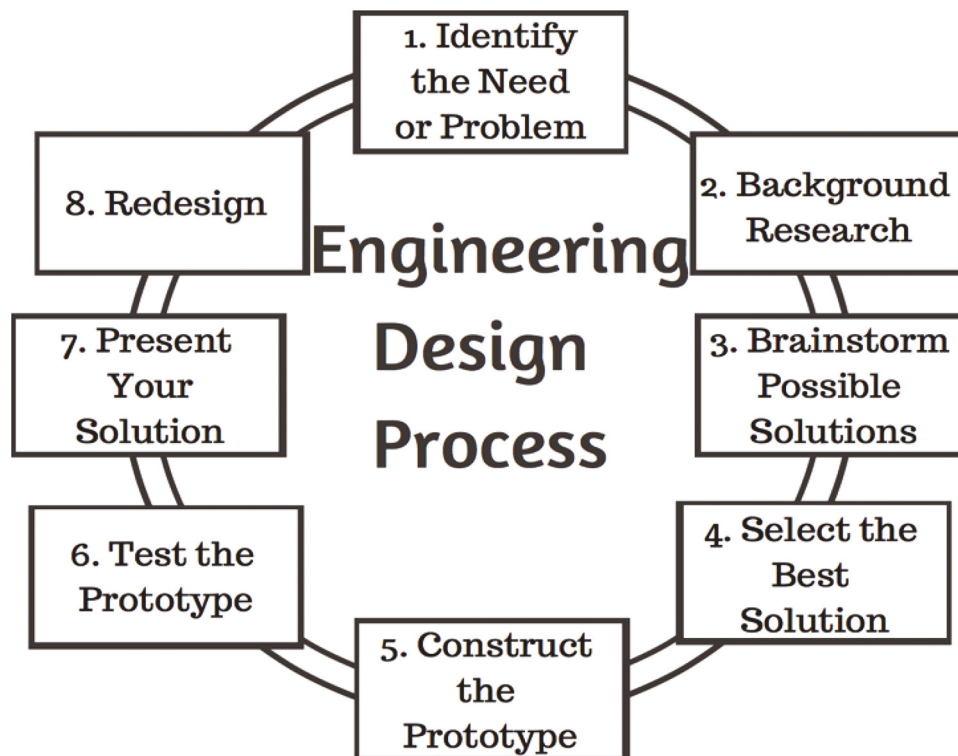 1. Identify
the Need
or Problem
2. Background
Research
3. Brainstorm
Possible
Solutions
4. Select the
Best
Solution
5. Construct
the
Prototype
6. Test the
Prototype
7. Present
Your
Solution
8. Redesign
Engineering
Design
Process